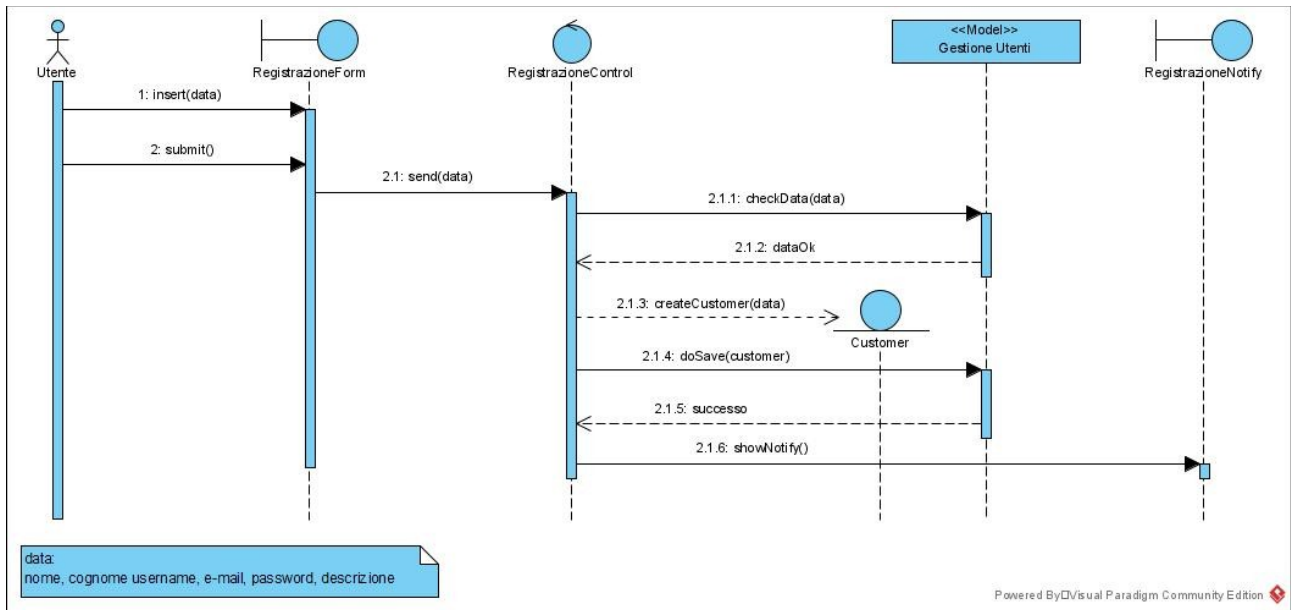 Utente
RegistrazioneForm
RegistrazioneControl
<<Model>>
Gestione Utenti
RegistrazioneNotify
1: insert(data)
2: submit()
2.1: send(data)
2.1.1: checkData(data)
2.1.2: dataOk
2.1.3: createCustomer(data)
Customer
2.1.4: doSave(customer)
2.1.5: successo
2.1.6: showNotify()
data:
nome, cognome username, e-mail, password, descrizione
Powered By□Visual Paradigm Community Edition